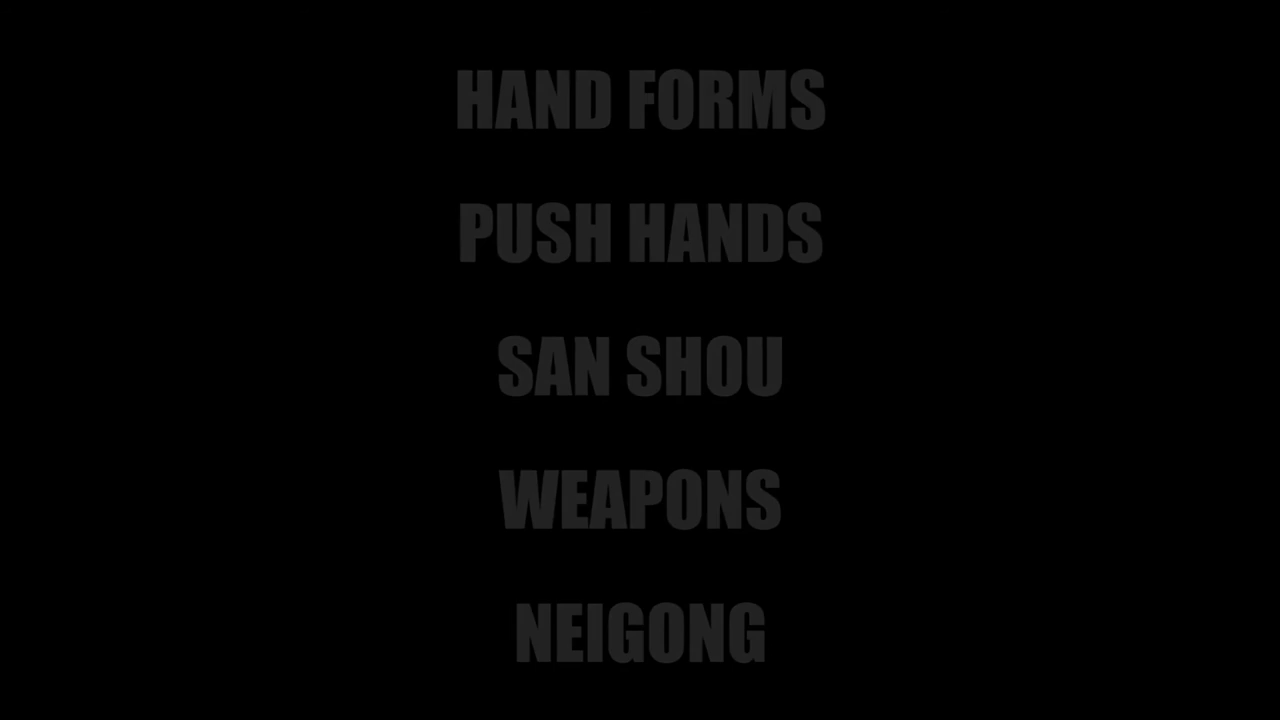 HAND FORMS
PUSH HANDS
SAN SHOU
WEAPONS
NEIGONG